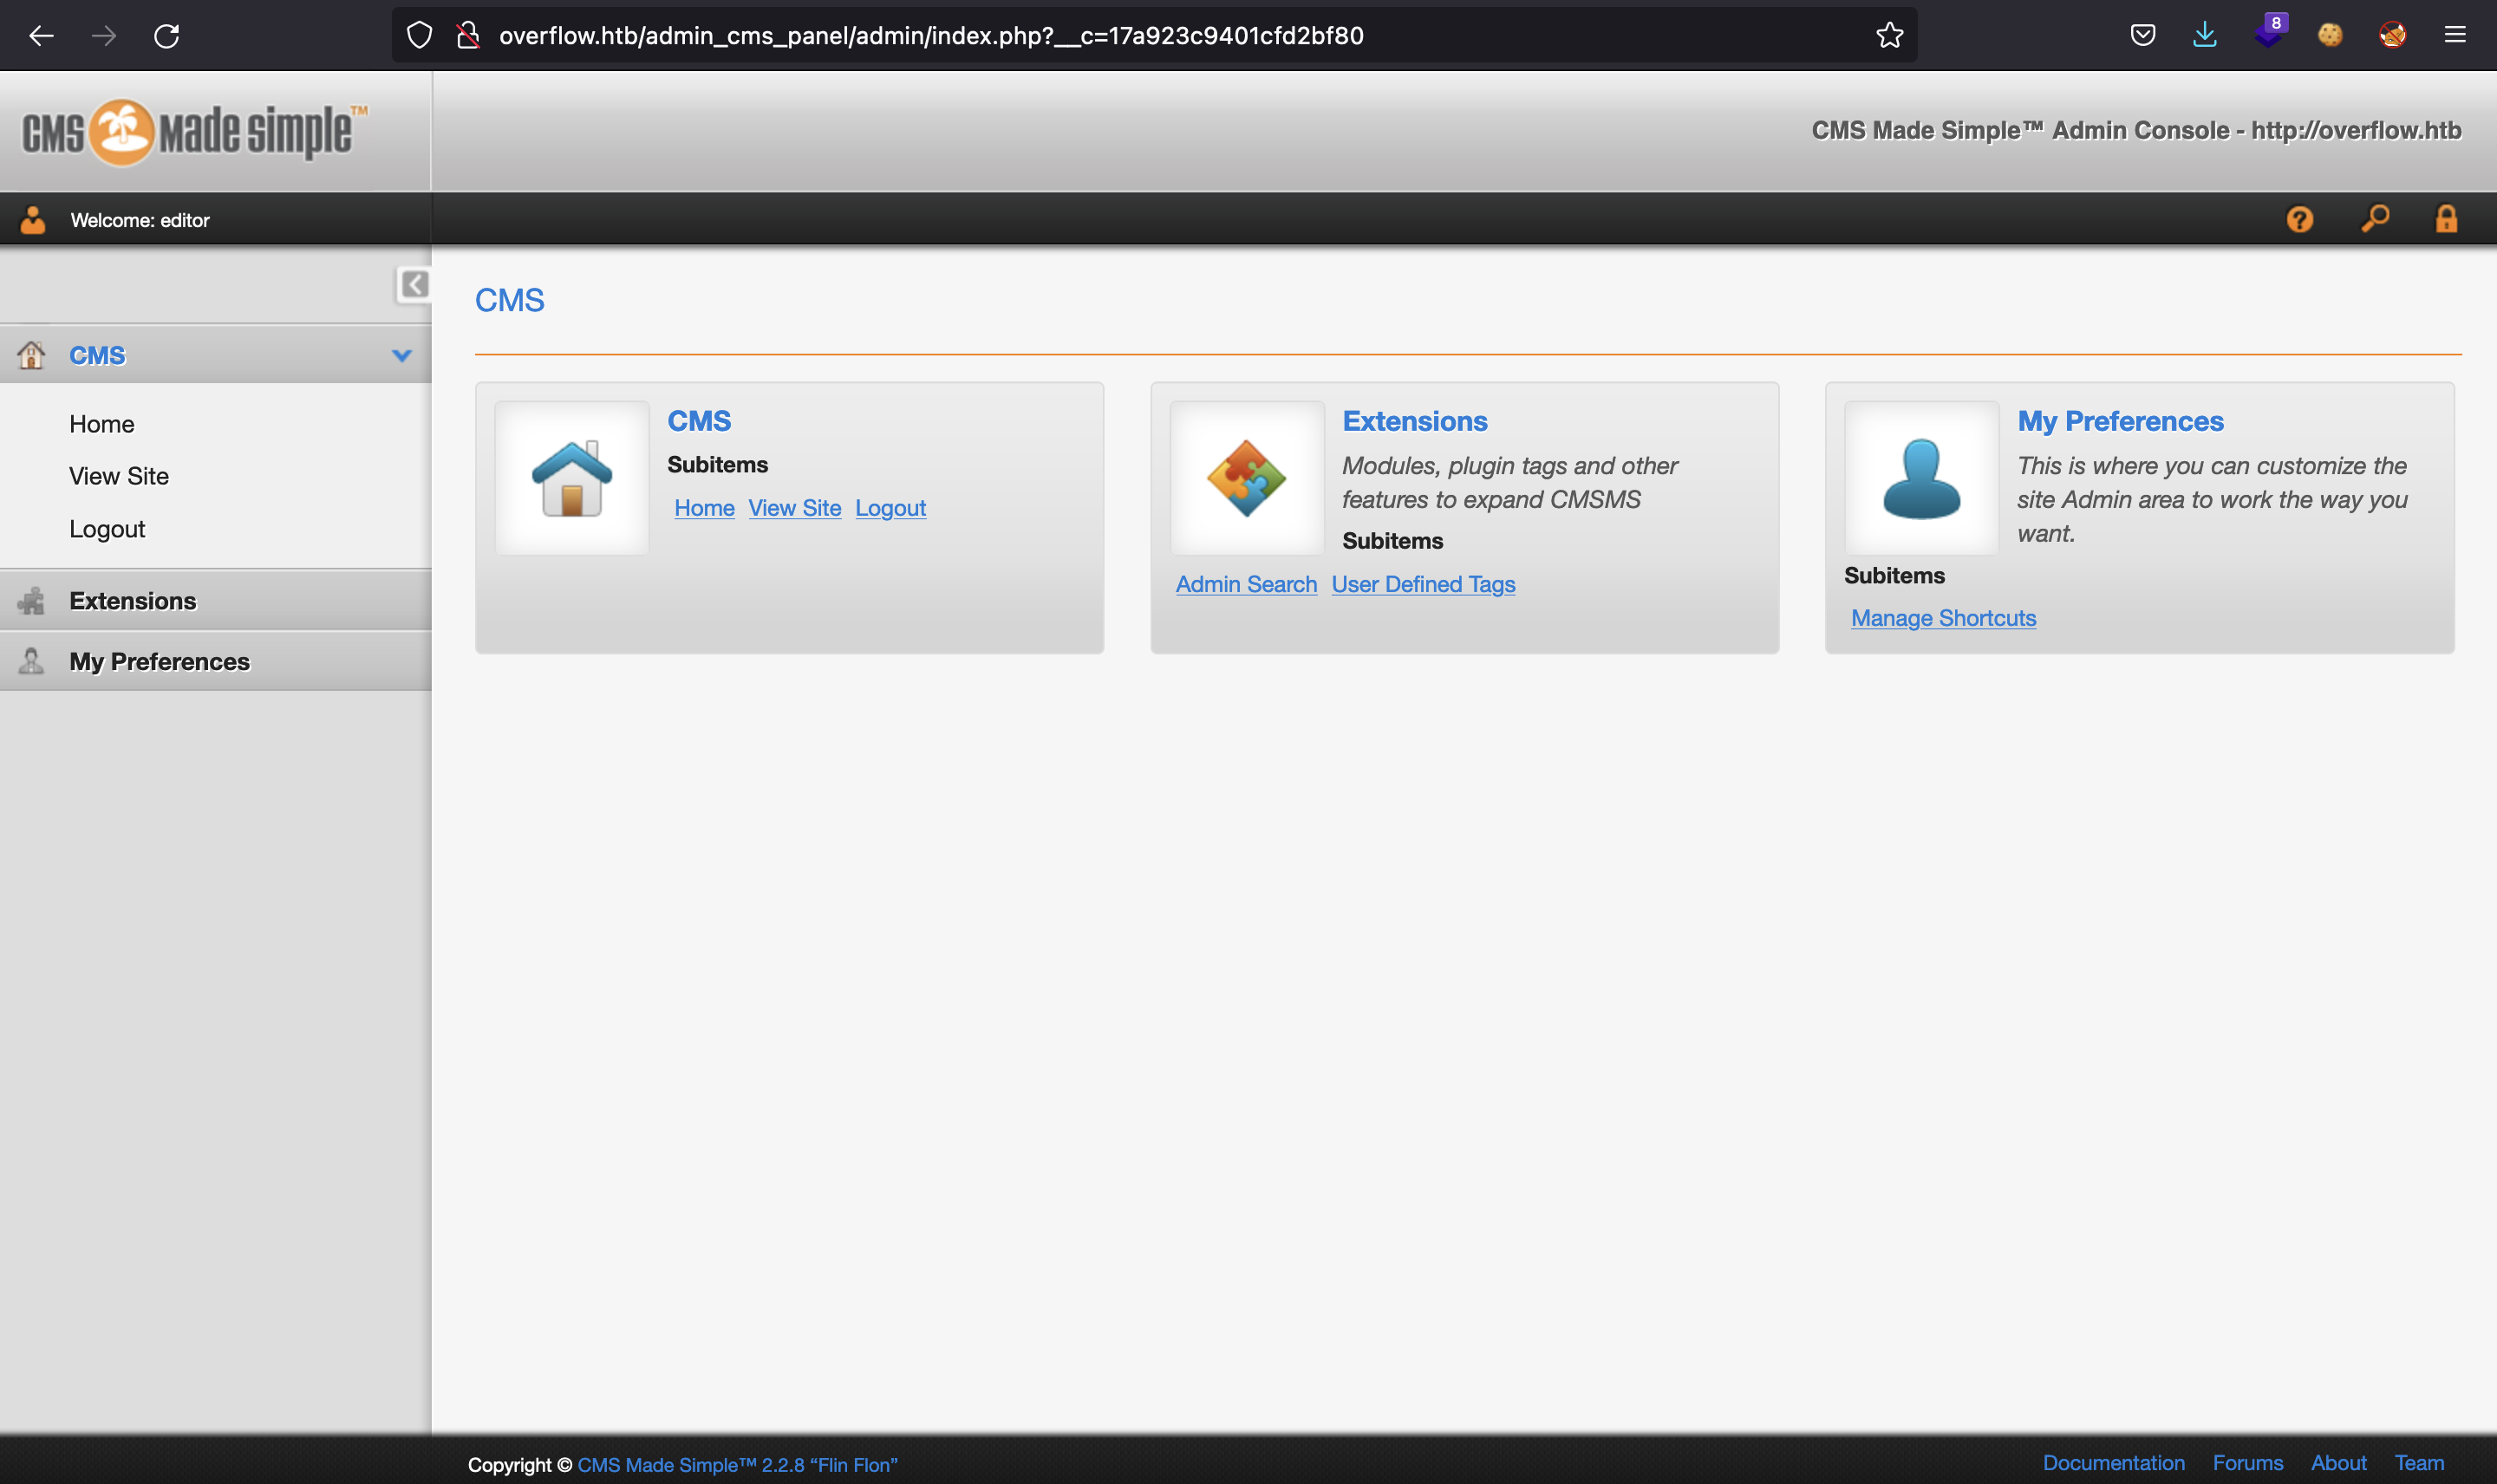 overflow.htb/admin_cms_panel/admin/index.php?__c=17a923c9401cfd2bf80
8
CMS Made Simple™
CMS Made Simple™ Admin Console - http://overflow.htb
Welcome: editor
CMS
Home
View Site
Logout
Extensions
My Preferences
CMS
CMS
Subitems
Home View Site Logout
Extensions
Modules, plugin tags and other
features to expand CMSMS
Subitems
Admin Search User Defined Tags
My Preferences
This is where you can customize the
site Admin area to work the way you
want.
Subitems
Manage Shortcuts
Copyright © CMS Made Simple™ 2.2.8 “Flin Flon”
Documentation Forums About Team